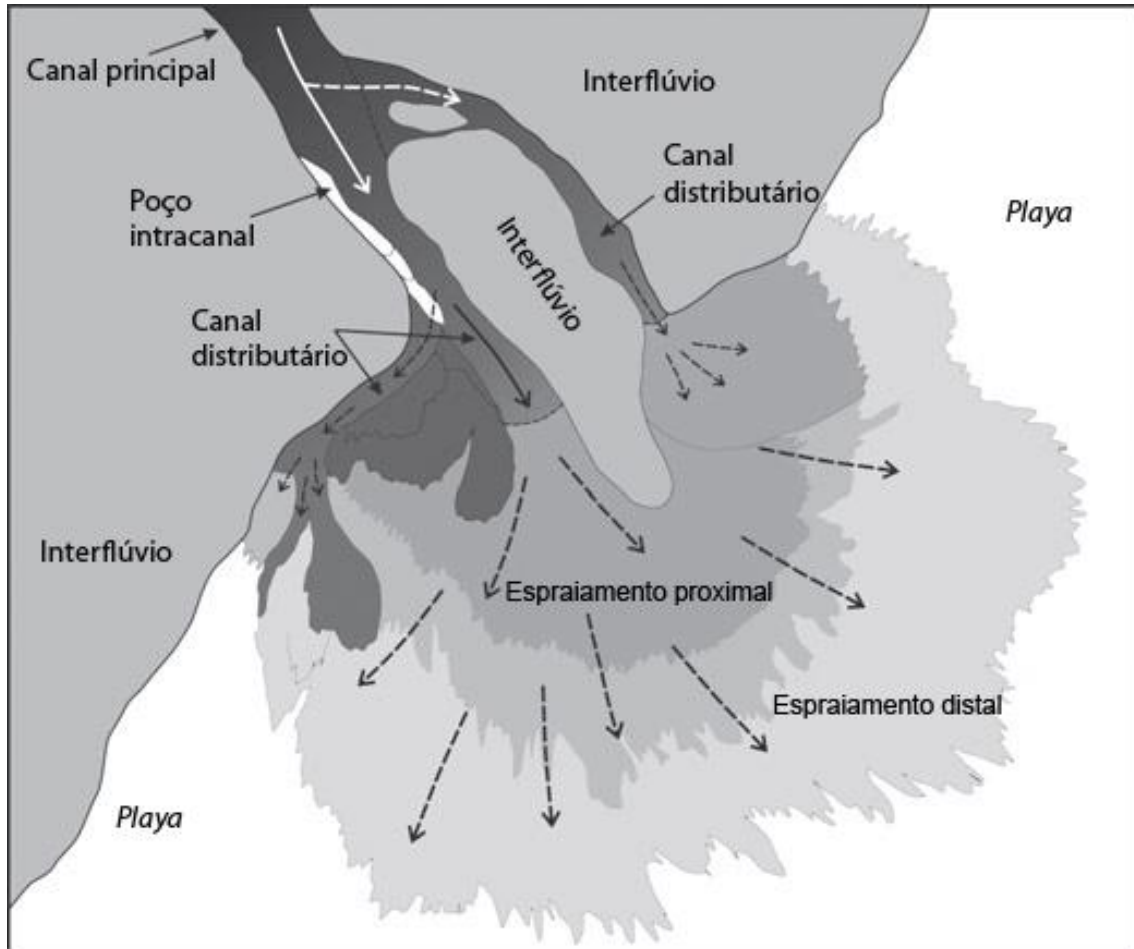 Canal principal
Interflúvio
Canal
distributário
Poço
intracanal
Playa
Interflúvio
Canal
distributário
Interflúvio
Espraiamento proximal
Espraiamento distal
Playa